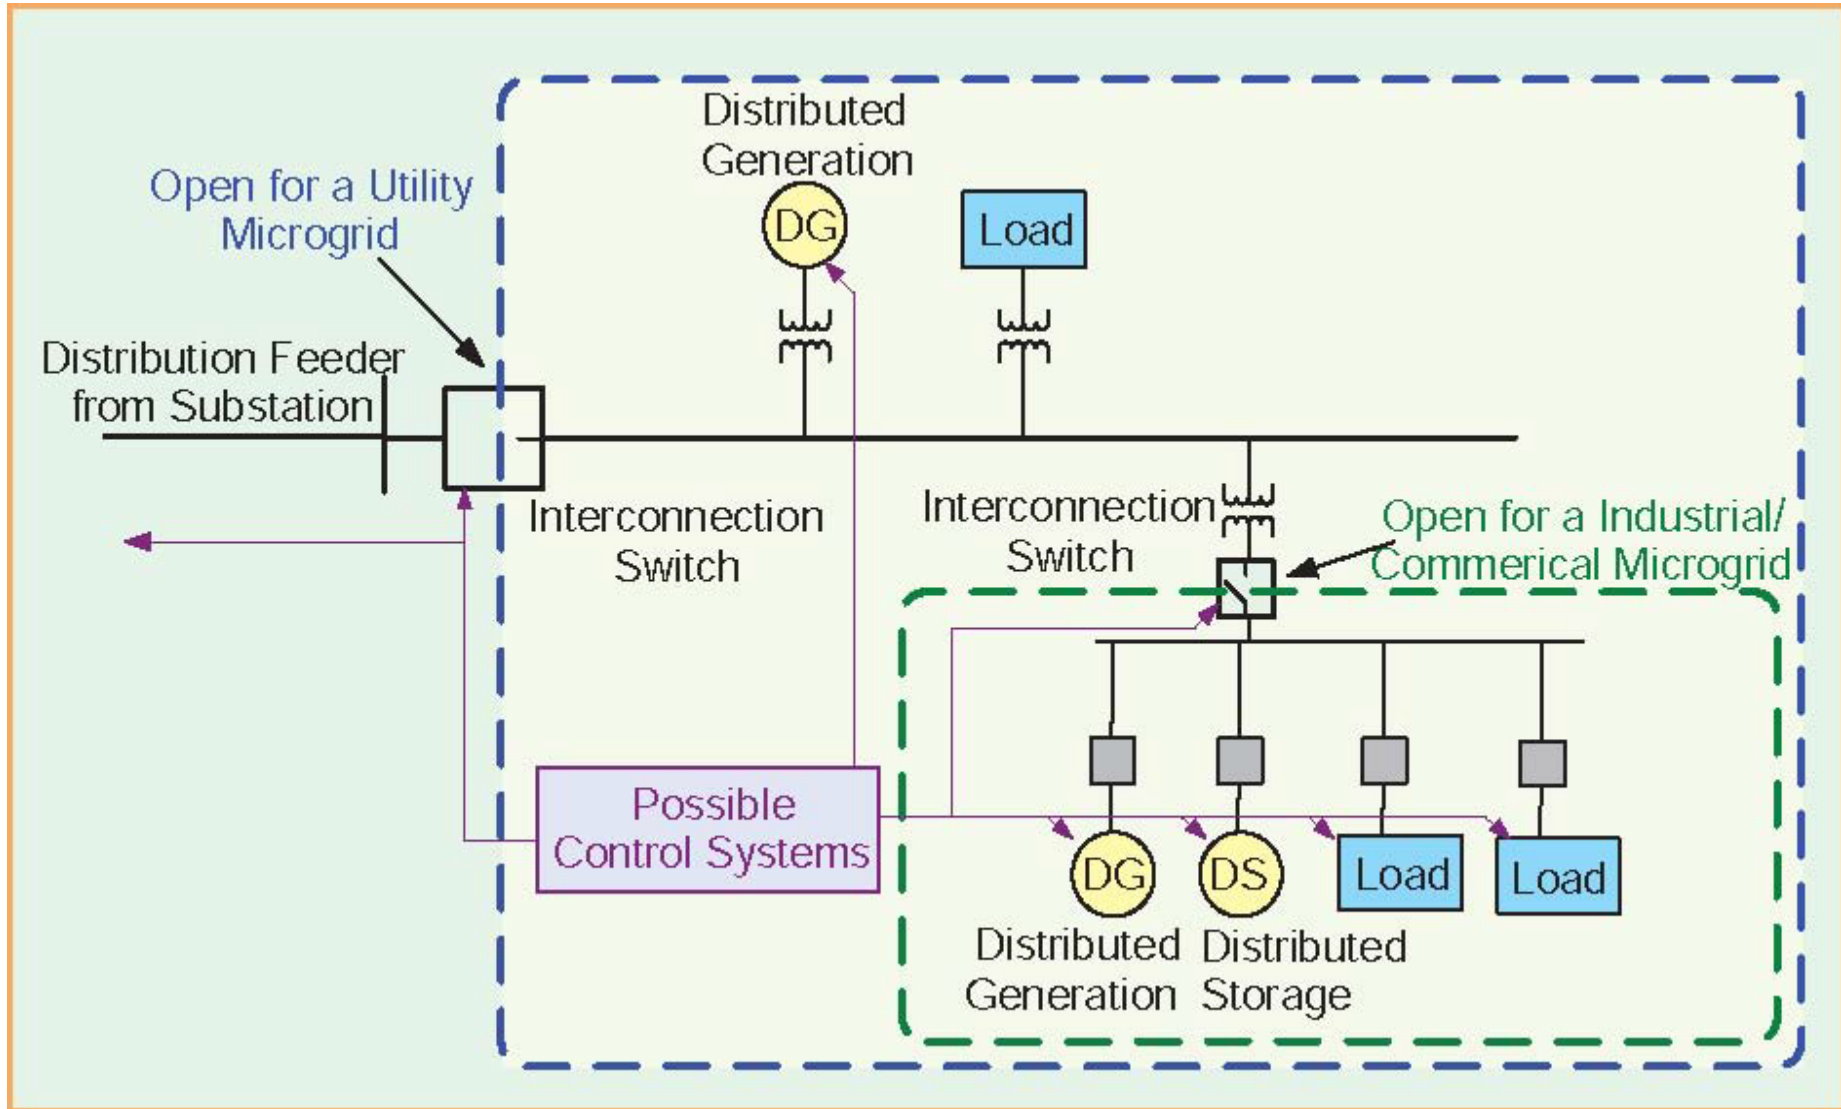 Distributed
Generation
DG
Load
Open for a Utility
Microgrid
Distribution Feeder
from Substation
Interconnection
Switch
Interconnection
Switch
Open for a Industrial/
Commerical Microgrid
Possible
Control Systems
DG
DS
Load
Load
Distributed
Generation
Distributed
Storage